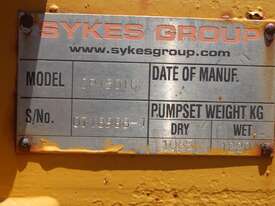 SYKES GROUP
www.sykesgroup.com
MODEL
DATE OF MANUF.
S/No.
PUMPSET WEIGHT KG
DRY WET